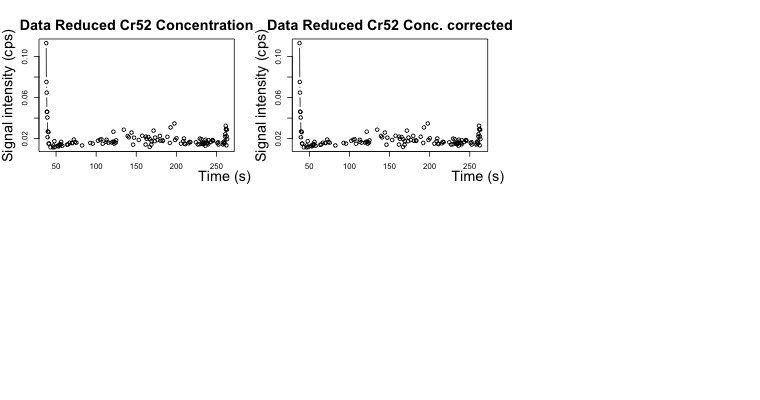 Data Reduced Cr52 Concentration
Signal intensity (cps)
0.02 0.06 0.10
50 100 150 200 250
Time (s)
Data Reduced Cr52 Conc. corrected
Signal intensity (cps)
0.02 0.06 0.10
50 100 150 200 250
Time (s)